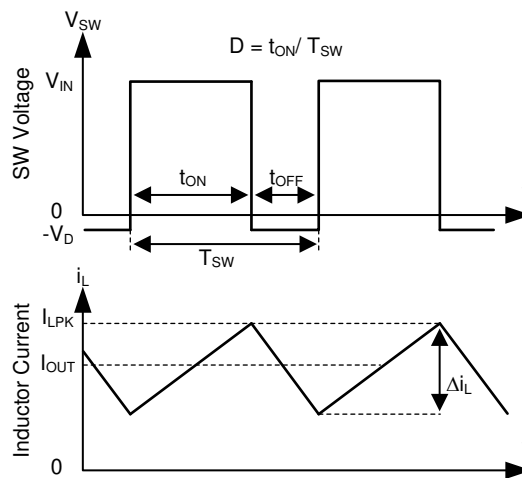 V_SW
D = t_ON/ T_SW
V_IN
SW Voltage
t_ON
t_OFF
0
-V_D
T_SW
i_L
I_LPK
I_OUT
Δi_L
Inductor Current
0